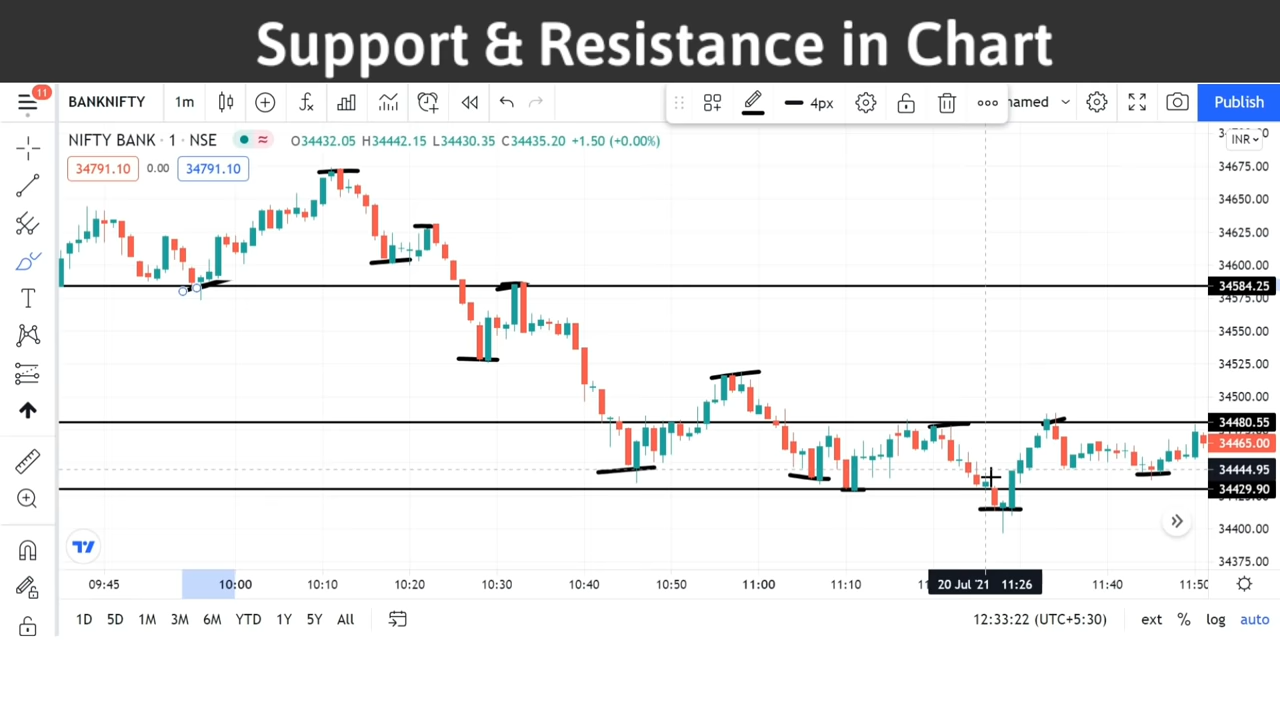 Support & Resistance in Chart
11
BANKNIFTY 1m 4px named Publish
NIFTY BANK · 1 · NSE O34432.05 H34442.15 L34430.35 C34435.20 +1.50 (+0.00%)
INR
34791.10 0.00 34791.10
34675.00
34650.00
34625.00
34600.00
34584.25
34575.00
34550.00
34525.00
34500.00
34480.55
34465.00
34444.95
34429.90
34400.00
34375.00
09:45 10:00 10:10 10:20 10:30 10:40 10:50 11:00 11:10 20 Jul '21 11:26 11:40 11:50
1D 5D 1M 3M 6M YTD 1Y 5Y All 12:33:22 (UTC+5:30) ext % log auto